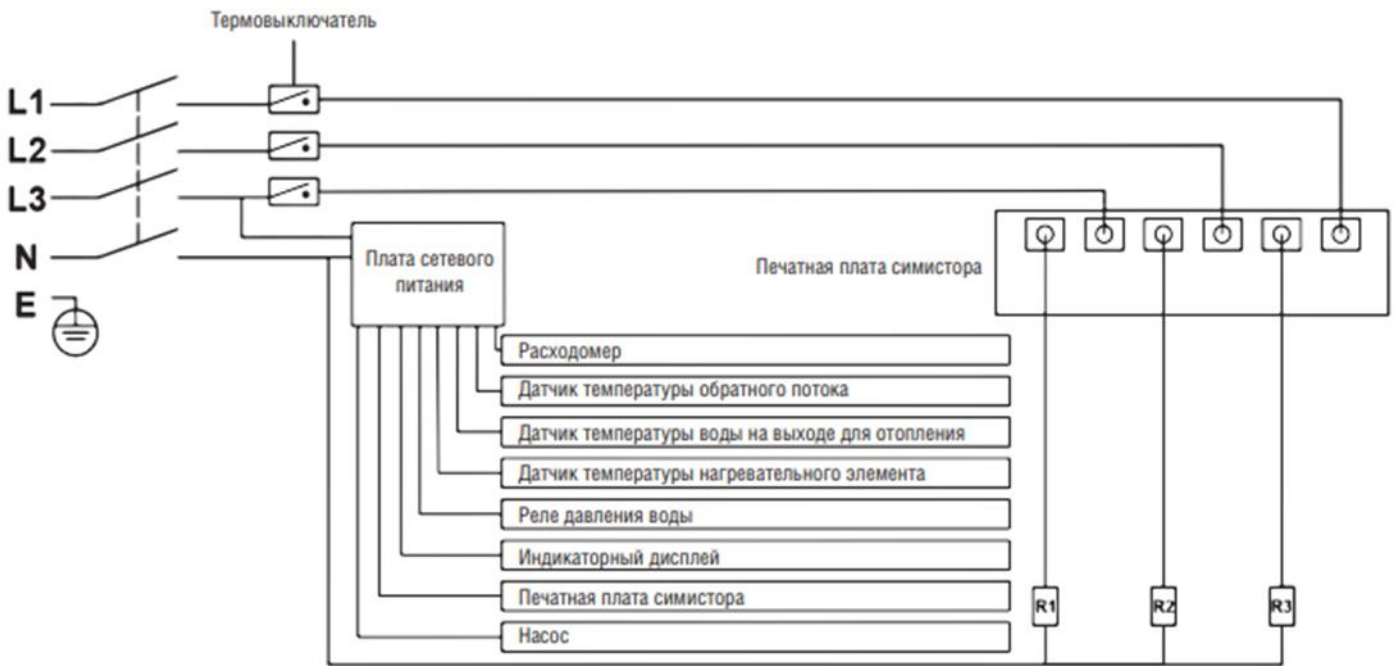 Термовыключатель
L1
L2
L3
N
E
Плата сетевого
питания
Печатная плата симистора
Расходомер
Датчик температуры обратного потока
Датчик температуры воды на выходе для отопления
Датчик температуры нагревательного элемента
Реле давления воды
Индикаторный дисплей
Печатная плата симистора
Насос
R1
R2
R3